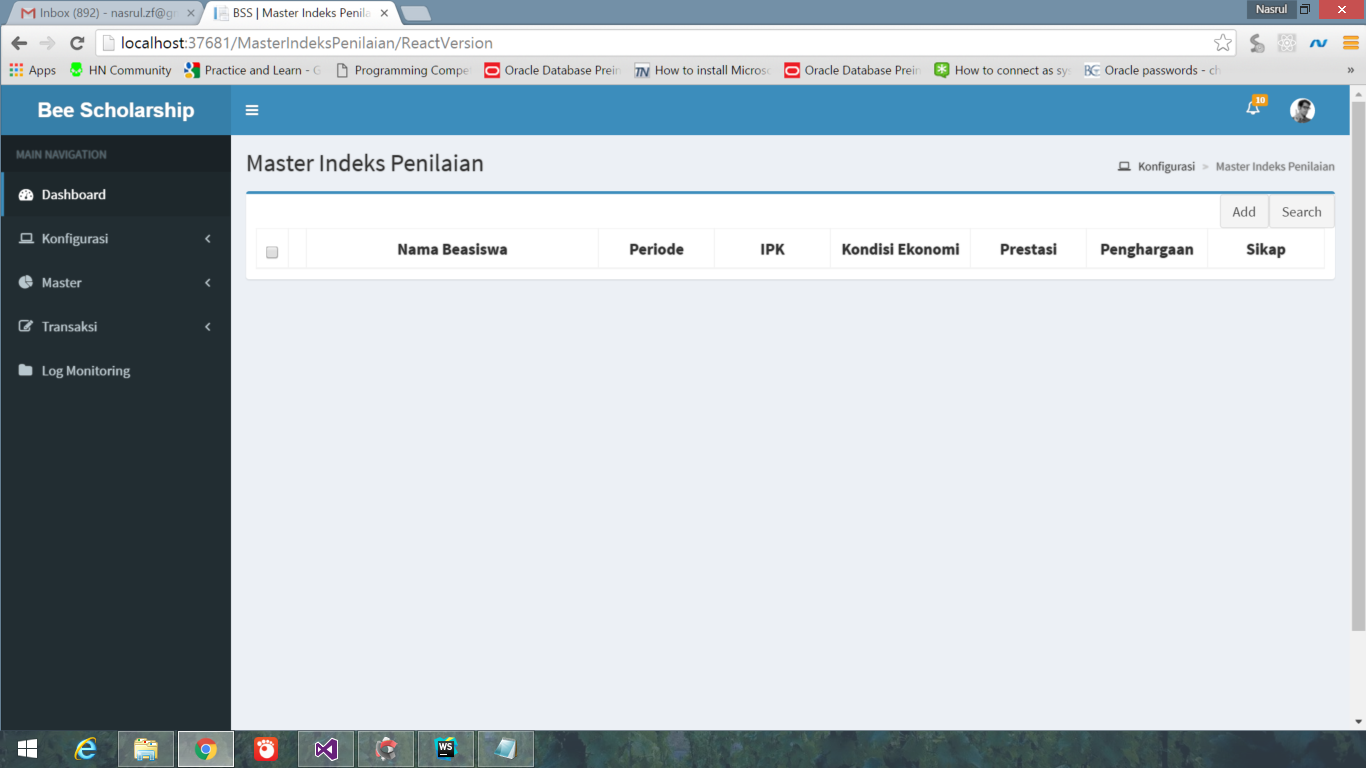 Inbox (892) - nasrul.zf@g
BSS | Master Indeks Penila
Nasrul
localhost:37681/MasterIndeksPenilaian/ReactVersion
Apps
HN Community
Practice and Learn - G
Programming Compe
Oracle Database Prein
How to install Microso
Oracle Database Prein
How to connect as sys
Oracle passwords - ch
»
Bee Scholarship
10
MAIN NAVIGATION
Dashboard
Konfigurasi
Master
Transaksi
Log Monitoring
Master Indeks Penilaian
Konfigurasi > Master Indeks Penilaian
Add Search
Nama Beasiswa Periode IPK Kondisi Ekonomi Prestasi Penghargaan Sikap
WS